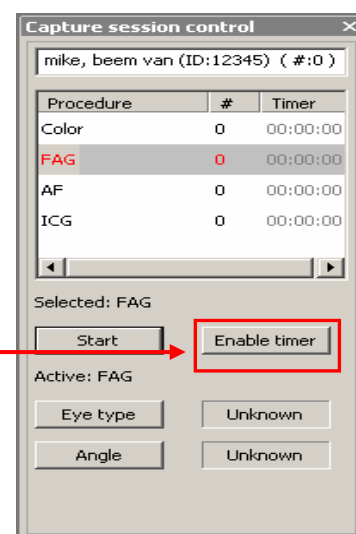 Capture session control ×
mike, beem van (ID:12345) ( #:0 )
Procedure # Timer
Color 0 00:00:00
FAG 0 00:00:00
AF 0 00:00:00
ICG 0 00:00:00
Selected: FAG
Start Enable timer
Active: FAG
Eye type Unknown
Angle Unknown